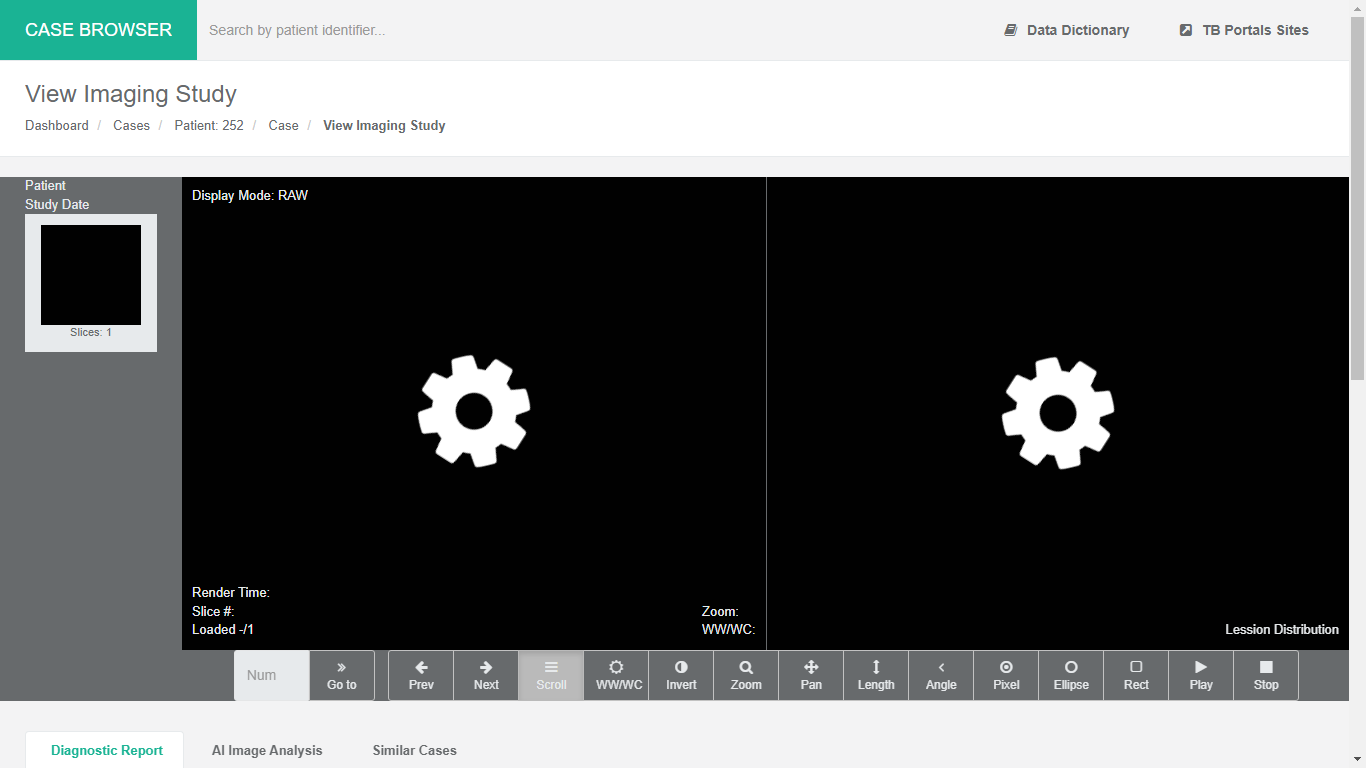 CASE BROWSER
Search by patient identifier...
Data Dictionary
TB Portals Sites
View Imaging Study
Dashboard / Cases / Patient: 252 / Case / View Imaging Study
Patient
Study Date
Slices: 1
Display Mode: RAW
Render Time:
Slice #:
Loaded -/1
Zoom:
WW/WC:
Lession Distribution
Num
Go to
Prev
Next
Scroll
WW/WC
Invert
Zoom
Pan
Length
Angle
Pixel
Ellipse
Rect
Play
Stop
Diagnostic Report
AI Image Analysis
Similar Cases